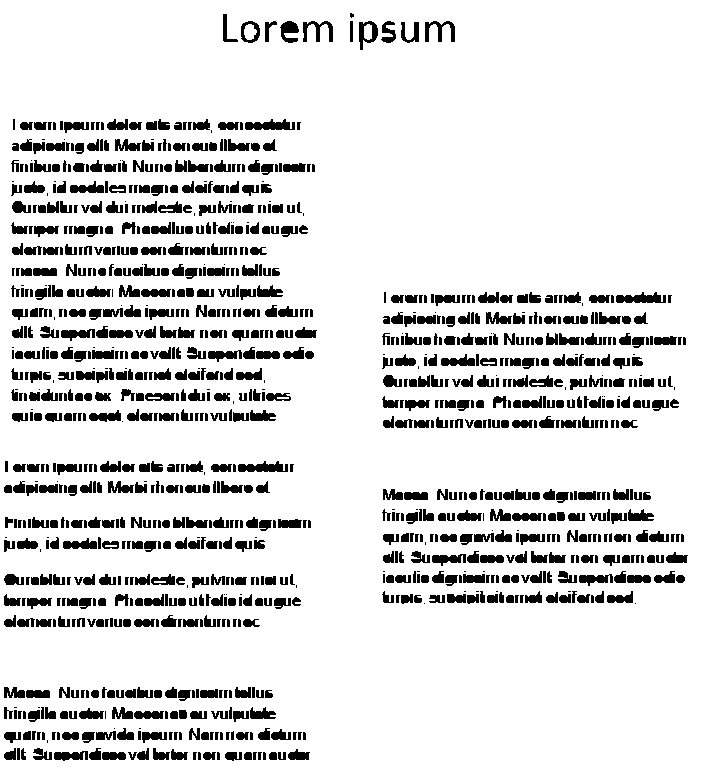 Lorem ipsum
Lorem ipsum dolor sits amet, consectetur
adipiscing elit. Morbi rhoncus libero et
finibus hendrerit. Nunc bibendum dignissim
justo, id sodales magna eleifend quis.
Curabitur vel dui molestie, pulvinar nisi ut,
tempor magna. Phasellus ut felis id augue
elementum varius condimentum nec
massa. Nunc faucibus dignissim tellus
fringilla auctor. Maecenas eu vulputate
quam, nec gravida ipsum. Nam non dictum
elit. Suspendisse vel tortor non quam auctor
iaculis dignissim ac velit. Suspendisse odio
turpis, suscipit sit amet eleifend sed,
tincidunt ac ex. Praesent dui ex, ultrices
quis quam eget, elementum vulputate
Lorem ipsum dolor sits amet, consectetur
adipiscing elit. Morbi rhoncus libero et
Finibus hendrerit. Nunc bibendum dignissim
justo, id sodales magna eleifend quis.
Curabitur vel dui molestie, pulvinar nisi ut,
tempor magna. Phasellus ut felis id augue
elementum varius condimentum nec
Massa. Nunc faucibus dignissim tellus
fringilla auctor. Maecenas eu vulputate
quam, nec gravida ipsum. Nam non dictum
elit. Suspendisse vel tortor non quam auctor
Lorem ipsum dolor sits amet, consectetur
adipiscing elit. Morbi rhoncus libero et
finibus hendrerit. Nunc bibendum dignissim
justo, id sodales magna eleifend quis.
Curabitur vel dui molestie, pulvinar nisi ut,
tempor magna. Phasellus ut felis id augue
elementum varius condimentum nec
Massa. Nunc faucibus dignissim tellus
fringilla auctor. Maecenas eu vulputate
quam, nec gravida ipsum. Nam non dictum
elit. Suspendisse vel tortor non quam auctor
iaculis dignissim ac velit. Suspendisse odio
turpis, suscipit sit amet eleifend sed,